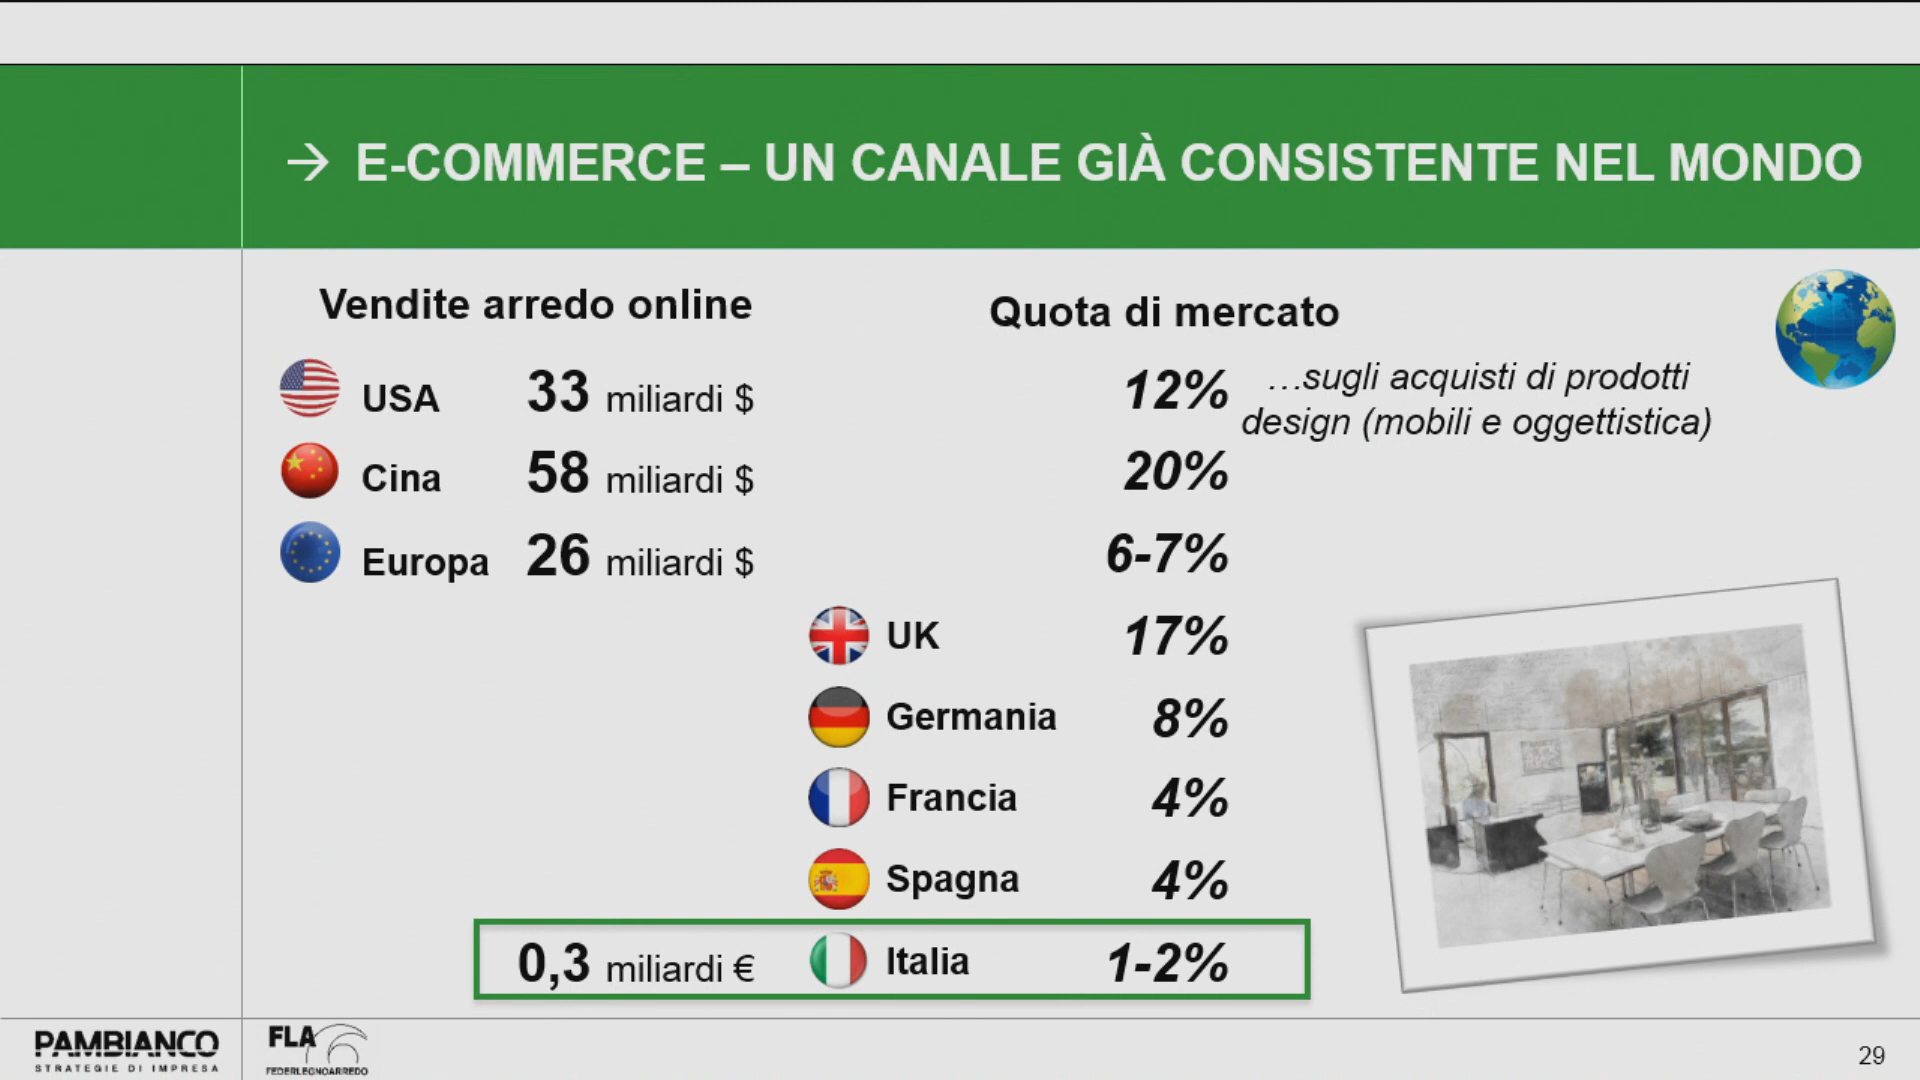 → E-COMMERCE – UN CANALE GIÀ CONSISTENTE NEL MONDO
Vendite arredo online
Quota di mercato
USA 33 miliardi $ 12% …sugli acquisti di prodotti
design (mobili e oggettistica)
Cina 58 miliardi $ 20%
Europa 26 miliardi $ 6-7%
UK 17%
Germania 8%
Francia 4%
Spagna 4%
0,3 miliardi € Italia 1-2%
PAMBIANCO
STRATEGIE DI IMPRESA
FLA
FEDERLEGNOARREDO
29